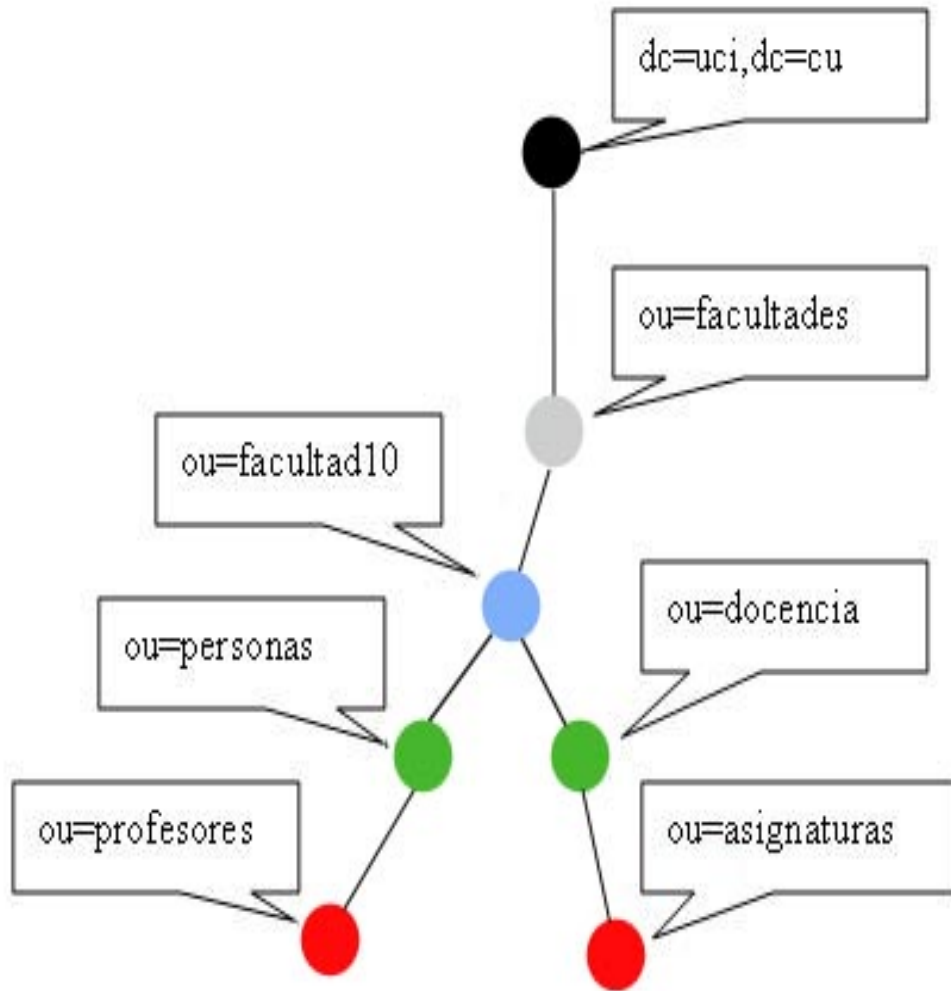 dc=uci,dc=cu
ou=facultades
ou=facultad10
ou=docencia
ou=personas
ou=profesores
ou=asignaturas